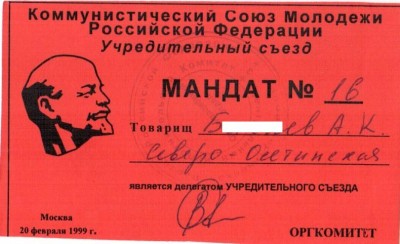 Коммунистический Союз Молодежи
Российской Федерации
Учредительный съезд
МАНДАТ № 16
Товарищ А.К.
Северо-Осетинская
является делегатом УЧРЕДИТЕЛЬНОГО СЪЕЗДА
Москва
20 февраля 1999 г.
ОРГКОМИТЕТ